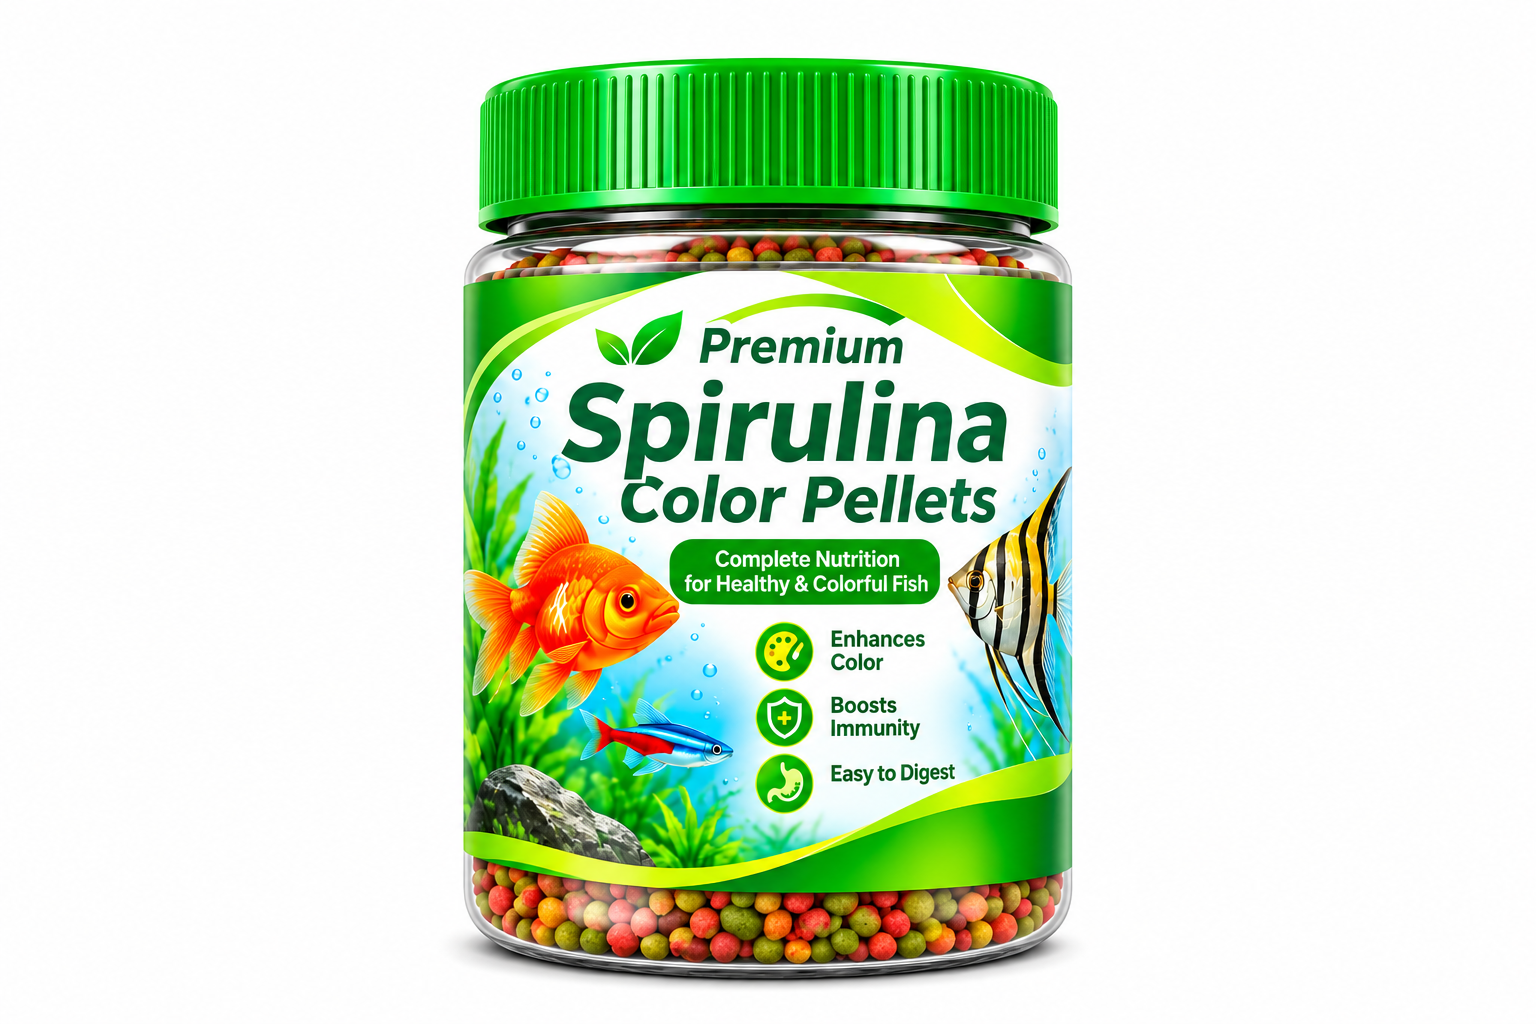 Premium
Spirulina
Color Pellets
Complete Nutrition
for Healthy & Colorful Fish
Enhances
Color
Boosts
Immunity
Easy to Digest